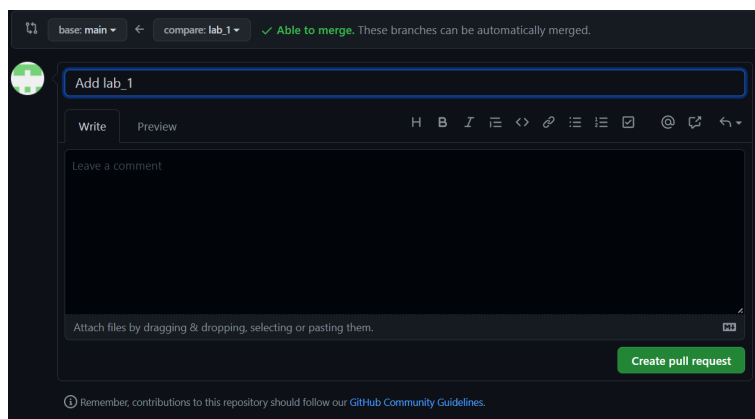 base: main compare: lab_1 Able to merge. These branches can be automatically merged.
Add lab_1
Write Preview H B I
Leave a comment
Attach files by dragging & dropping, selecting or pasting them.
Create pull request
Remember, contributions to this repository should follow our GitHub Community Guidelines.